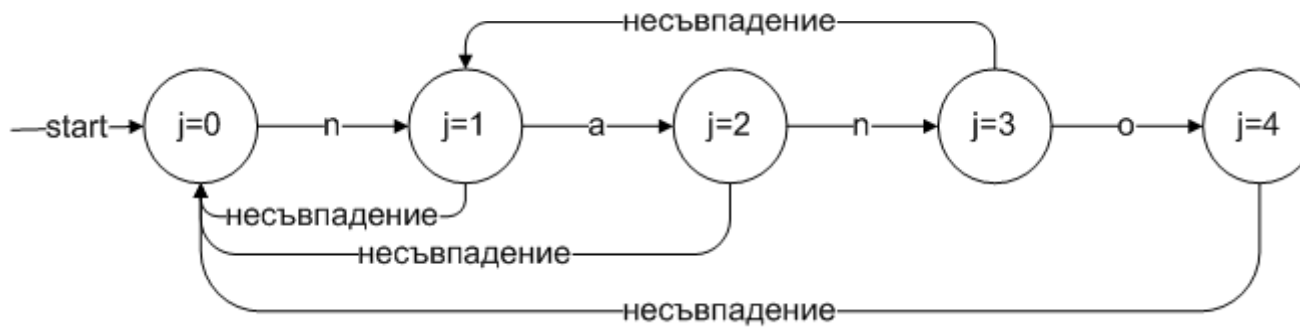 несъвпадение
start j=0 n j=1 a j=2 n j=3 o j=4
несъвпадение
несъвпадение
несъвпадение